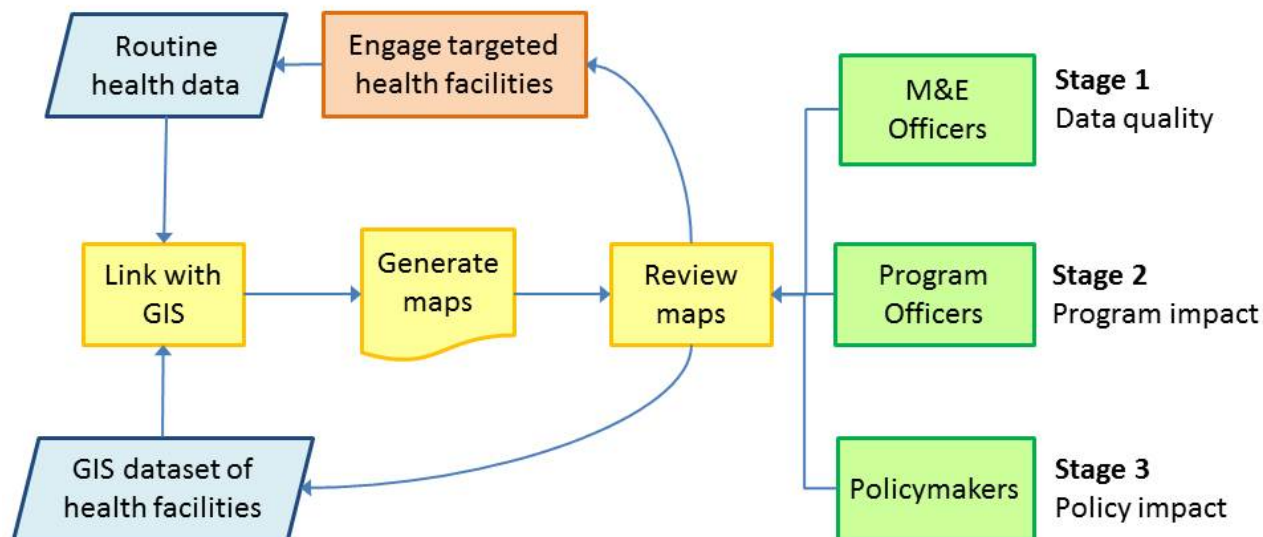 Routine
health data
Engage targeted
health facilities
M&E
Officers
Stage 1
Data quality
Link with
GIS
Generate
maps
Review
maps
Program
Officers
Stage 2
Program impact
GIS dataset of
health facilities
Policymakers
Stage 3
Policy impact